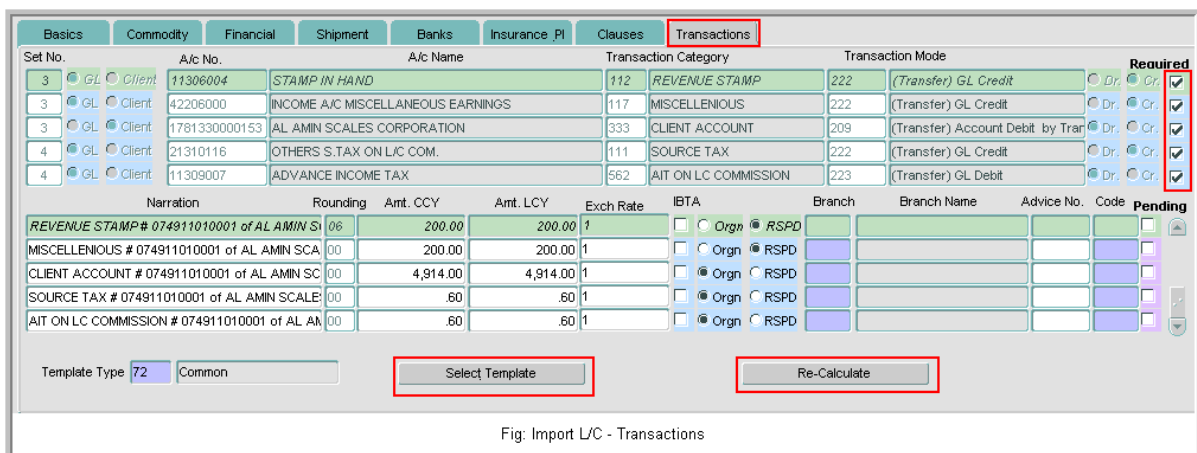 Basics Commodity Financial Shipment Banks Insurance_PI Clauses Transactions
Set No. A/c No. A/c Name Transaction Category Transaction Mode Required
3 GL Client 11306004 STAMP IN HAND 112 REVENUE STAMP 222 (Transfer) GL Credit Dr. Cr.
3 GL Client 42206000 INCOME A/C MISCELLANEOUS EARNINGS 117 MISCELLENIOUS 222 (Transfer) GL Credit Dr. Cr.
3 GL Client 1781330000153 AL AMIN SCALES CORPORATION 333 CLIENT ACCOUNT 209 (Transfer) Account Debit by Tran Dr. Cr.
4 GL Client 21310116 OTHERS S.TAX ON L/C COM. 111 SOURCE TAX 222 (Transfer) GL Credit Dr. Cr.
4 GL Client 11309007 ADVANCE INCOME TAX 562 AIT ON LC COMMISSION 223 (Transfer) GL Debit Dr. Cr.
Narration Rounding Amt. CCY Amt. LCY Exch Rate IBTA Branch Branch Name Advice No. Code Pending
REVENUE STAMP # 074911010001 of AL AMIN S 06 200.00 200.00 1 Orgn RSPD
MISCELLENIOUS # 074911010001 of AL AMIN SCA 00 200.00 200.00 1 Orgn RSPD
CLIENT ACCOUNT # 074911010001 of AL AMIN SC 00 4,914.00 4,914.00 1 Orgn RSPD
SOURCE TAX # 074911010001 of AL AMIN SCALE 00 .60 .60 1 Orgn RSPD
AIT ON LC COMMISSION # 074911010001 of AL AM 00 .60 .60 1 Orgn RSPD
Template Type 72 Common Select Template Re-Calculate
Fig: Import L/C - Transactions